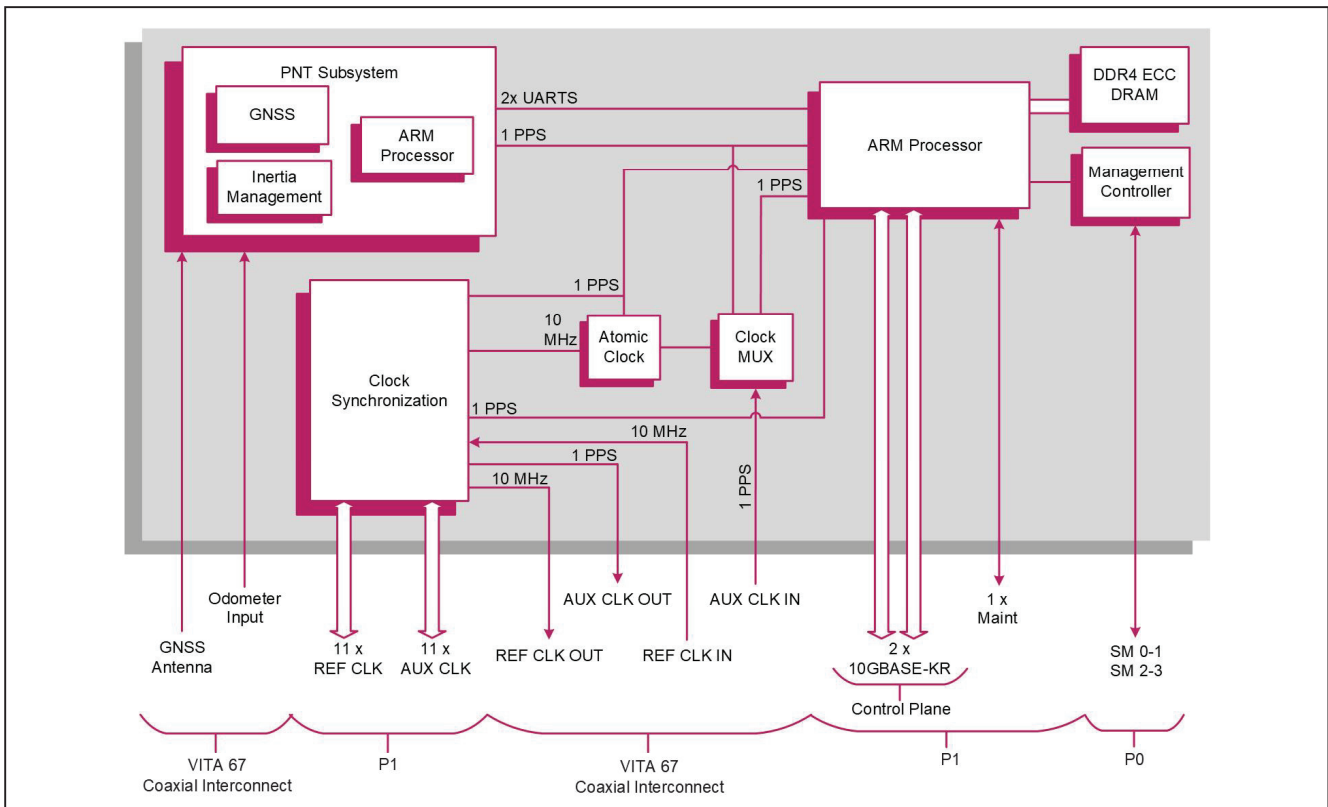 PNT Subsystem
GNSS
ARM
Processor
Inertia
Management
2x UARTS
1 PPS
ARM Processor
DDR4 ECC
DRAM
Management
Controller
1 PPS
1 PPS
10
MHz
Atomic
Clock
Clock
MUX
Clock
Synchronization
1 PPS
10 MHz
1 PPS
10 MHz
1 PPS
GNSS
Antenna
Odometer
Input
11 x
REF CLK
11 x
AUX CLK
REF CLK OUT
AUX CLK OUT
REF CLK IN
AUX CLK IN
2 x
10GBASE-KR
Control Plane
1 x
Maint
SM 0-1
SM 2-3
VITA 67
Coaxial Interconnect
P1
VITA 67
Coaxial Interconnect
P1
P0